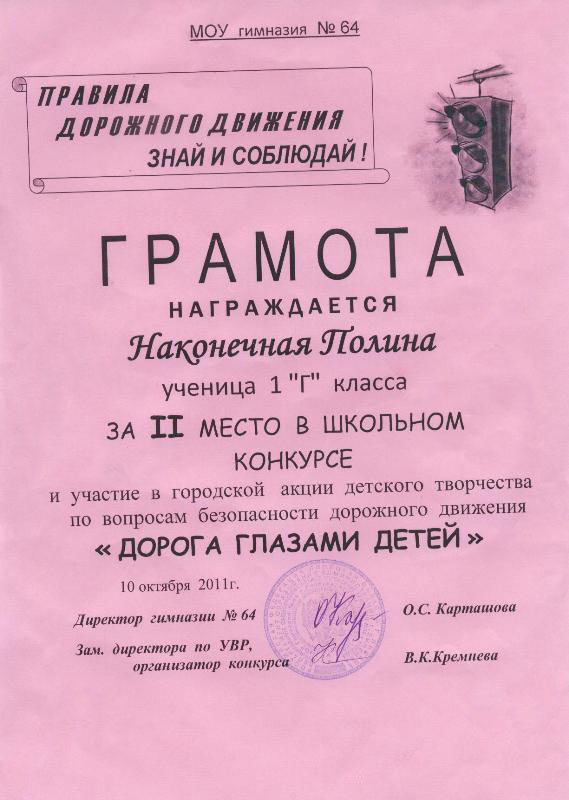 МОУ гимназия № 64
ПРАВИЛА
ДОРОЖНОГО ДВИЖЕНИЯ
ЗНАЙ И СОБЛЮДАЙ !
ГРАМОТА
НАГРАЖДАЕТСЯ
Наконечная Полина
ученица 1 "Г" класса
ЗА II МЕСТО В ШКОЛЬНОМ
КОНКУРСЕ
и участие в городской акции детского творчества
по вопросам безопасности дорожного движения
« ДОРОГА ГЛАЗАМИ ДЕТЕЙ »
10 октября 2011г.
Директор гимназии № 64 О.С. Карташова
Зам. директора по УВР,
организатор конкурса В.К.Кремнева